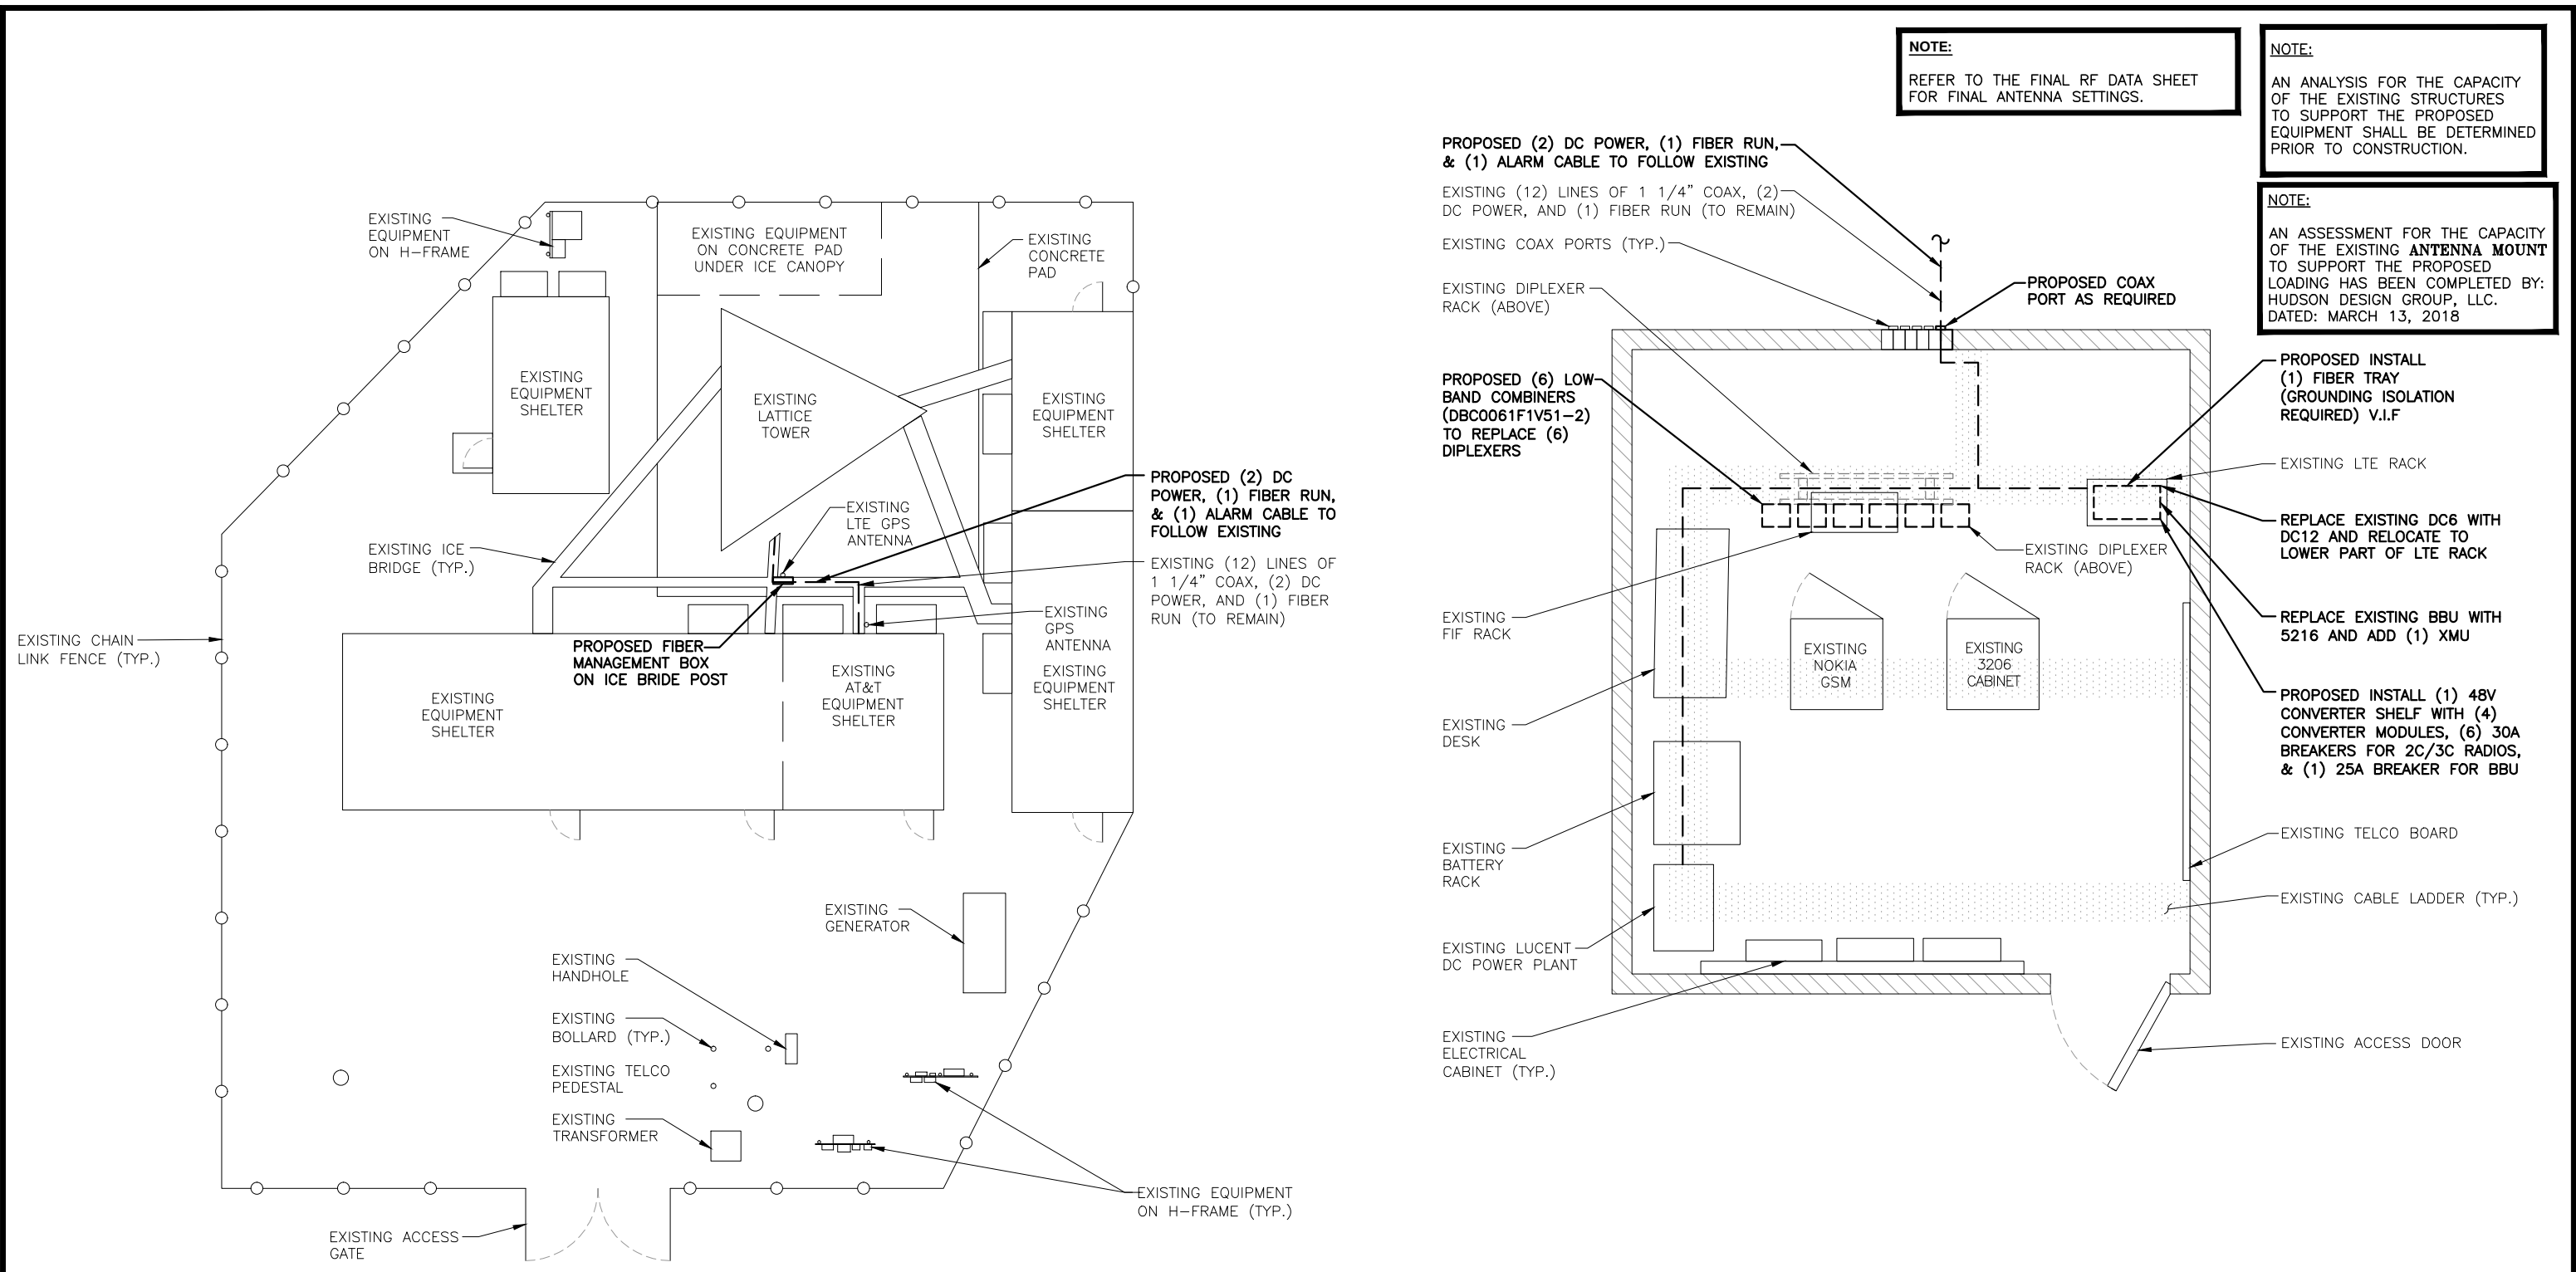 NOTE:
REFER TO THE FINAL RF DATA SHEET
FOR FINAL ANTENNA SETTINGS.
NOTE:
AN ANALYSIS FOR THE CAPACITY
OF THE EXISTING STRUCTURES
TO SUPPORT THE PROPOSED
EQUIPMENT SHALL BE DETERMINED
PRIOR TO CONSTRUCTION.
NOTE:
AN ASSESSMENT FOR THE CAPACITY
OF THE EXISTING ANTENNA MOUNT
TO SUPPORT THE PROPOSED
LOADING HAS BEEN COMPLETED BY:
HUDSON DESIGN GROUP, LLC.
DATED: MARCH 13, 2018
EXISTING
EQUIPMENT
ON H-FRAME
EXISTING EQUIPMENT
ON CONCRETE PAD
UNDER ICE CANOPY
EXISTING
CONCRETE
PAD
EXISTING
EQUIPMENT
SHELTER
EXISTING
LATTICE
TOWER
EXISTING
EQUIPMENT
SHELTER
EXISTING
LTE GPS
ANTENNA
PROPOSED (2) DC
POWER, (1) FIBER RUN,
& (1) ALARM CABLE TO
FOLLOW EXISTING
EXISTING ICE
BRIDGE (TYP.)
EXISTING (12) LINES OF
1 1/4" COAX, (2) DC
POWER, AND (1) FIBER
RUN (TO REMAIN)
EXISTING
GPS
ANTENNA
EXISTING CHAIN
LINK FENCE (TYP.)
PROPOSED FIBER
MANAGEMENT BOX
ON ICE BRIDE POST
EXISTING
EQUIPMENT
SHELTER
EXISTING
AT&T
EQUIPMENT
SHELTER
EXISTING
EQUIPMENT
SHELTER
EXISTING
GENERATOR
EXISTING
HANDHOLE
EXISTING
BOLLARD (TYP.)
EXISTING TELCO
PEDESTAL
EXISTING
TRANSFORMER
EXISTING EQUIPMENT
ON H-FRAME (TYP.)
EXISTING ACCESS
GATE
PROPOSED (2) DC POWER, (1) FIBER RUN,
& (1) ALARM CABLE TO FOLLOW EXISTING
EXISTING (12) LINES OF 1 1/4" COAX, (2)
DC POWER, AND (1) FIBER RUN (TO REMAIN)
EXISTING COAX PORTS (TYP.)
EXISTING DIPLEXER
RACK (ABOVE)
PROPOSED COAX
PORT AS REQUIRED
PROPOSED (6) LOW
BAND COMBINERS
(DBC0061F1V51-2)
TO REPLACE (6)
DIPLEXERS
PROPOSED INSTALL
(1) FIBER TRAY
(GROUNDING ISOLATION
REQUIRED) V.I.F
EXISTING LTE RACK
REPLACE EXISTING DC6 WITH
DC12 AND RELOCATE TO
LOWER PART OF LTE RACK
EXISTING DIPLEXER
RACK (ABOVE)
EXISTING
FIF RACK
REPLACE EXISTING BBU WITH
5216 AND ADD (1) XMU
EXISTING
NOKIA
GSM
EXISTING
3206
CABINET
EXISTING
DESK
PROPOSED INSTALL (1) 48V
CONVERTER SHELF WITH (4)
CONVERTER MODULES, (6) 30A
BREAKERS FOR 2C/3C RADIOS,
& (1) 25A BREAKER FOR BBU
EXISTING
BATTERY
RACK
EXISTING TELCO BOARD
EXISTING CABLE LADDER (TYP.)
EXISTING LUCENT
DC POWER PLANT
EXISTING
ELECTRICAL
CABINET (TYP.)
EXISTING ACCESS DOOR